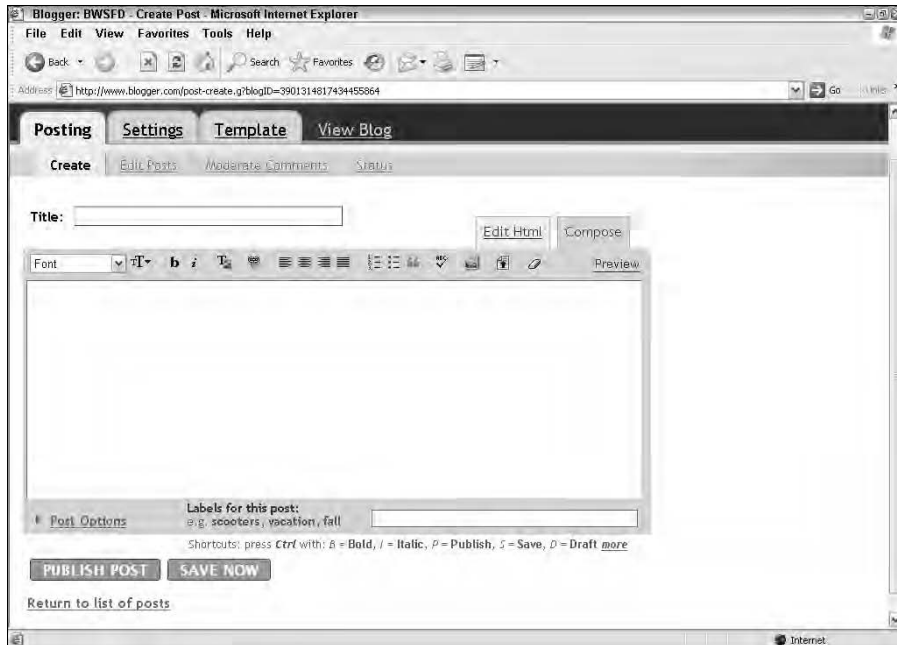 Blogger: BWSFD - Create Post - Microsoft Internet Explorer
File Edit View Favorites Tools Help
Back Search Favorites
Address http://www.blogger.com/post-create.g?blogID=3901314817434455864 Go Links
Posting Settings Template View Blog
Create Edit Posts Moderate Comments Status
Title:
Edit Html Compose
Font T b i T ABC Preview
Labels for this post:
Post Options e.g. scooters, vacation, fall
Shortcuts: press Ctrl with: B = Bold, I = Italic, P = Publish, S = Save, D = Draft more
PUBLISH POST SAVE NOW
Return to list of posts
Internet